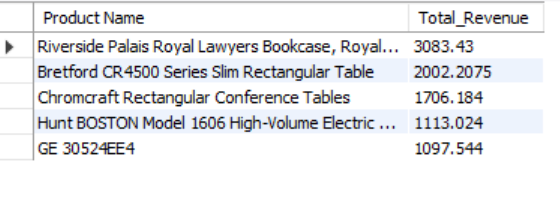 Product Name Total_Revenue
Riverside Palais Royal Lawyers Bookcase, Royal... 3083.43
Bretford CR4500 Series Slim Rectangular Table 2002.2075
Chromcraft Rectangular Conference Tables 1706.184
Hunt BOSTON Model 1606 High-Volume Electric ... 1113.024
GE 30524EE4 1097.544